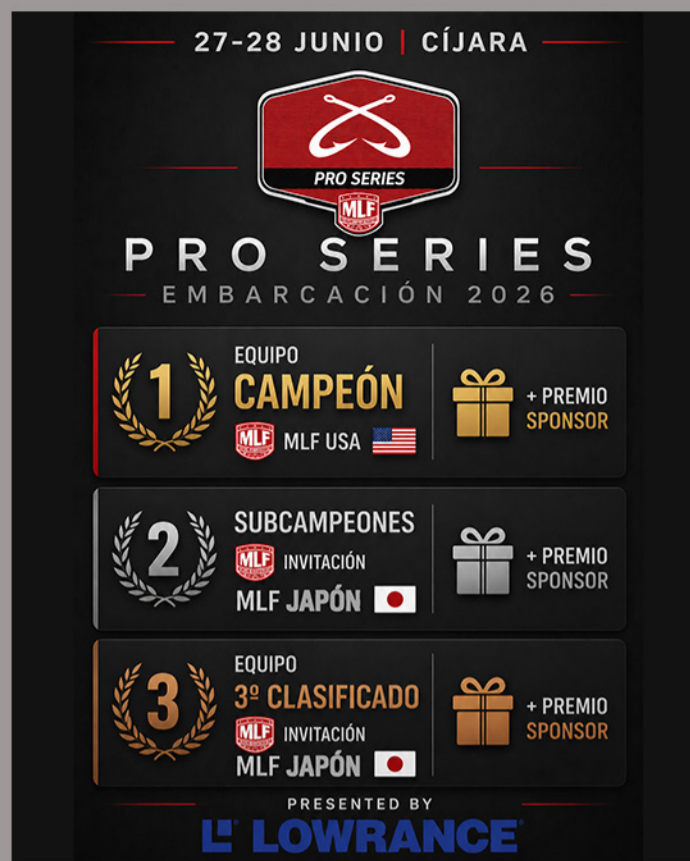 27-28 JUNIO | CÍJARA
PRO SERIES
MLF
PRO SERIES
EMBARCACIÓN 2026
1
EQUIPO
CAMPEÓN
MLF MLF USA
+ PREMIO
SPONSOR
2
SUBCAMPEONES
MLF INVITACIÓN
MLF JAPÓN
+ PREMIO
SPONSOR
3
EQUIPO
3º CLASIFICADO
MLF INVITACIÓN
MLF JAPÓN
+ PREMIO
SPONSOR
PRESENTED BY
L LOWRANCE